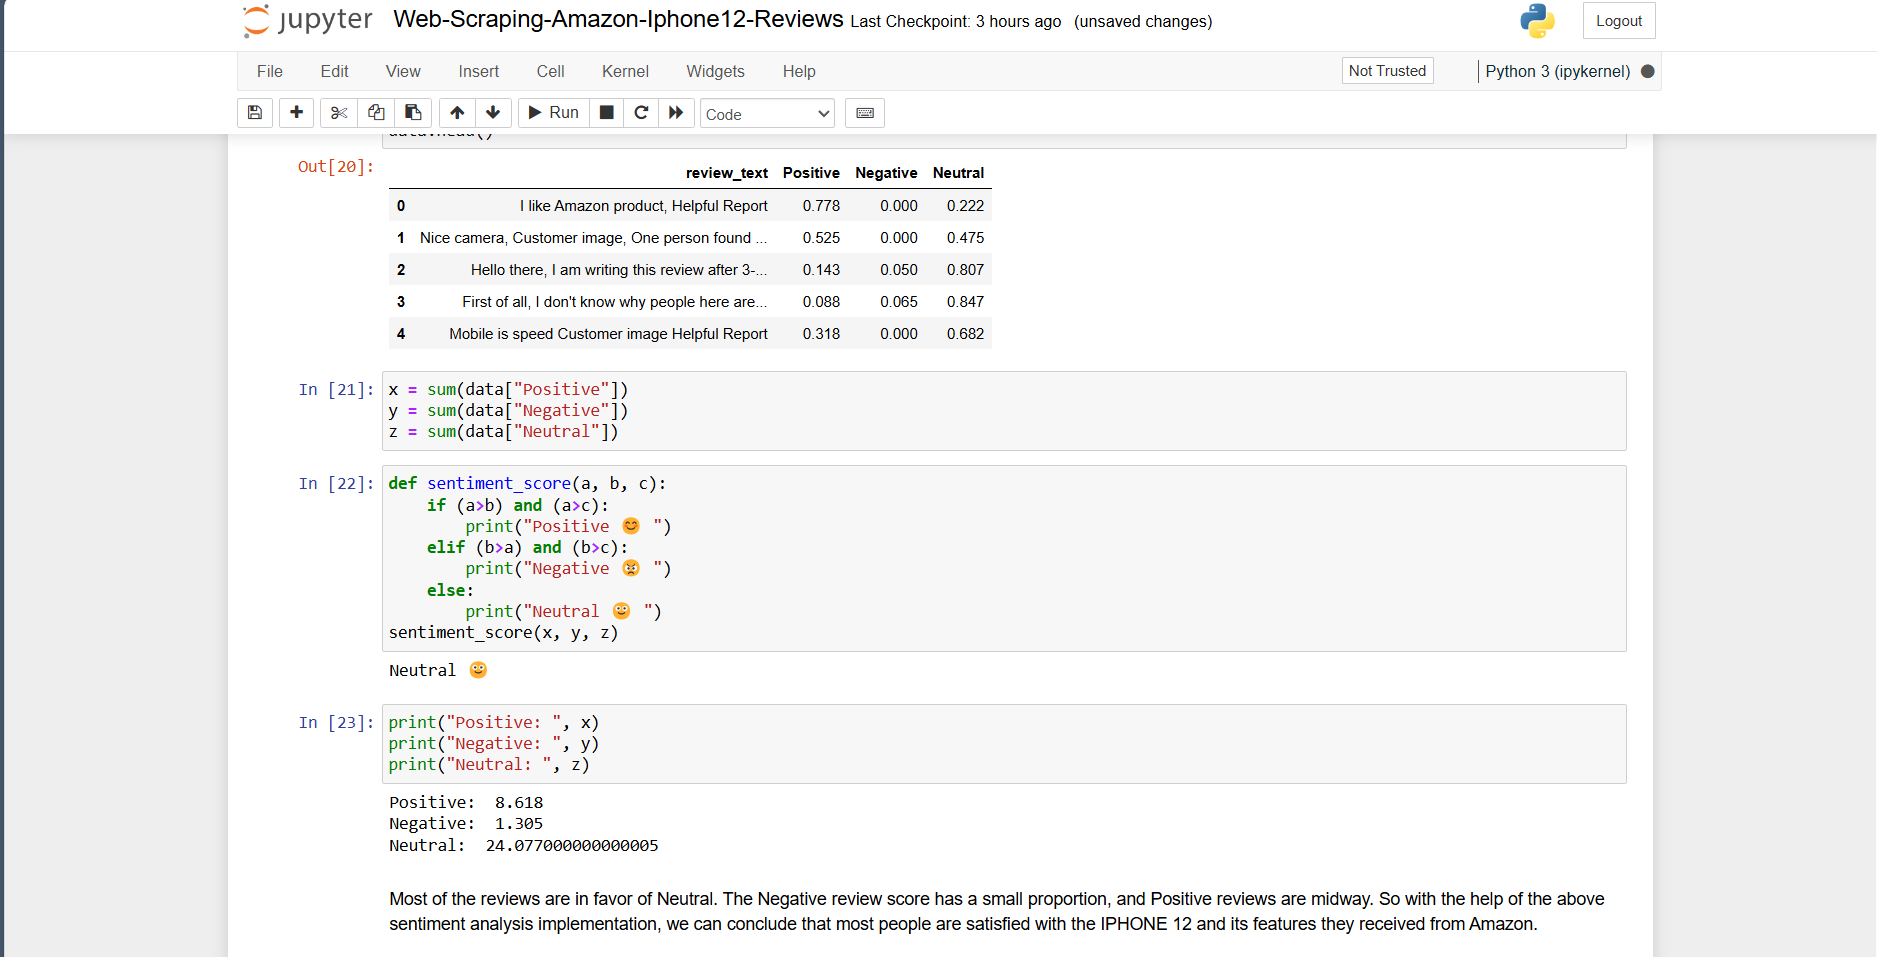 jupyter Web-Scraping-Amazon-Iphone12-Reviews Last Checkpoint: 3 hours ago (unsaved changes) Logout
File Edit View Insert Cell Kernel Widgets Help Not Trusted Python 3 (ipykernel)
Run Code
Out[20]:
review_text Positive Negative Neutral
0 I like Amazon product, Helpful Report 0.778 0.000 0.222
1 Nice camera, Customer image, One person found ... 0.525 0.000 0.475
2 Hello there, I am writing this review after 3-... 0.143 0.050 0.807
3 First of all, I don't know why people here are... 0.088 0.065 0.847
4 Mobile is speed Customer image Helpful Report 0.318 0.000 0.682
In [21]: x = sum(data["Positive"])
y = sum(data["Negative"])
z = sum(data["Neutral"])
In [22]: def sentiment_score(a, b, c):
if (a>b) and (a>c):
print("Positive 😊 ")
elif (b>a) and (b>c):
print("Negative 😠 ")
else:
print("Neutral 🙂 ")
sentiment_score(x, y, z)
Neutral 🙂
In [23]: print("Positive: ", x)
print("Negative: ", y)
print("Neutral: ", z)
Positive:  8.618
Negative:  1.305
Neutral:  24.077000000000005
Most of the reviews are in favor of Neutral. The Negative review score has a small proportion, and Positive reviews are midway. So with the help of the above
sentiment analysis implementation, we can conclude that most people are satisfied with the IPHONE 12 and its features they received from Amazon.